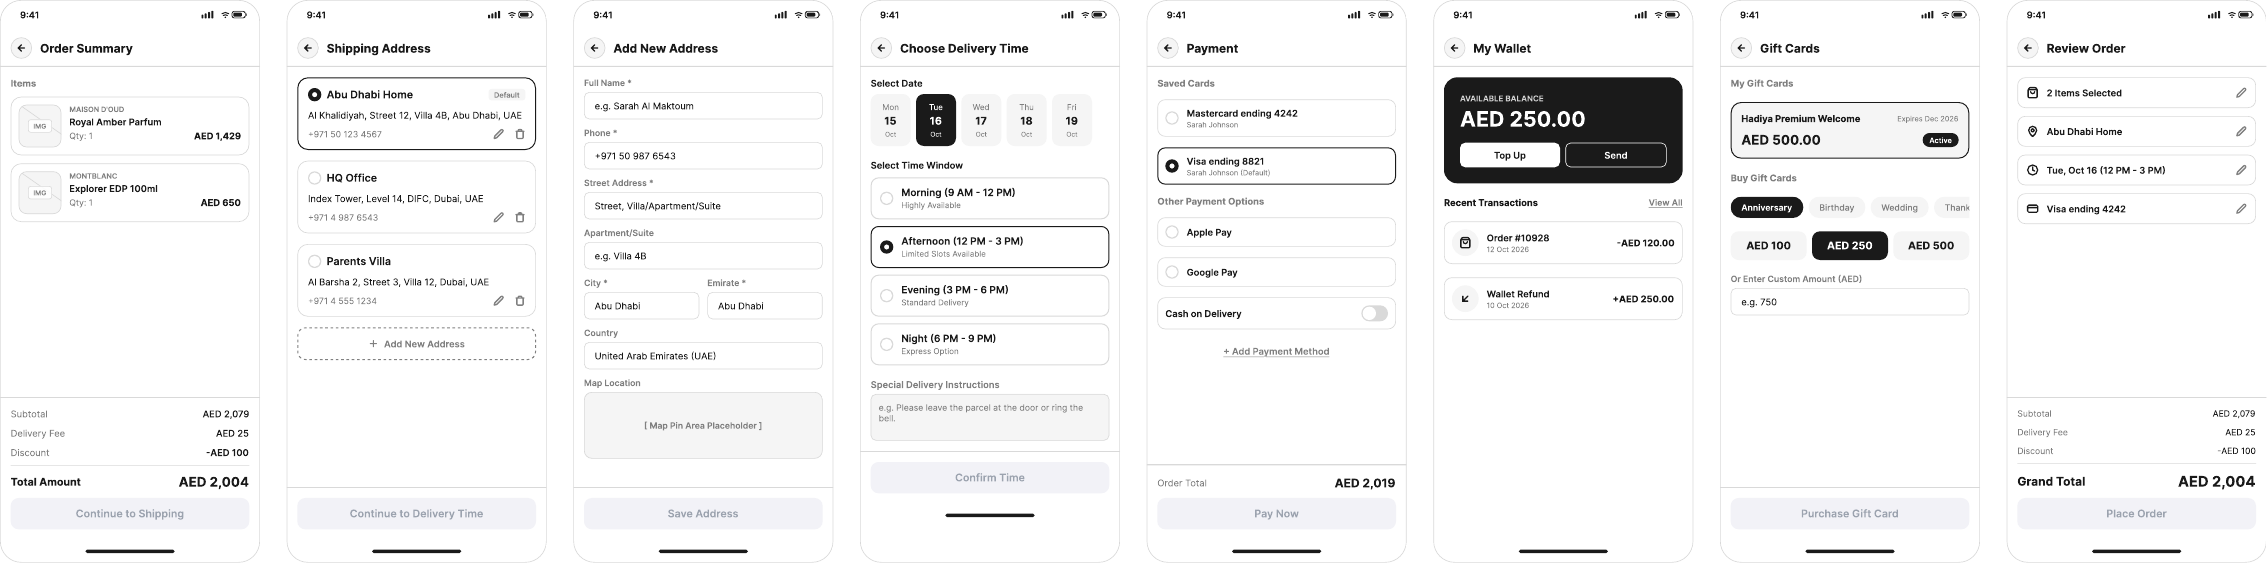 9:41
Order Summary
Items
IMG
MAISON D'OUD
Royal Amber Parfum
Qty: 1
AED 1,429
IMG
MONTBLANC
Explorer EDP 100ml
Qty: 1
AED 650
Subtotal
AED 2,079
Delivery Fee
AED 25
Discount
-AED 100
Total Amount
AED 2,004
Continue to Shipping
9:41
Shipping Address
Abu Dhabi Home
Default
Al Khalidiyah, Street 12, Villa 4B, Abu Dhabi, UAE
+971 50 123 4567
HQ Office
Index Tower, Level 14, DIFC, Dubai, UAE
+971 4 987 6543
Parents Villa
Al Barsha 2, Street 3, Villa 12, Dubai, UAE
+971 4 555 1234
+ Add New Address
Continue to Delivery Time
9:41
Add New Address
Full Name *
e.g. Sarah Al Maktoum
Phone *
+971 50 987 6543
Street Address *
Street, Villa/Apartment/Suite
Apartment/Suite
e.g. Villa 4B
City *
Emirate *
Abu Dhabi
Abu Dhabi
Country
United Arab Emirates (UAE)
Map Location
[ Map Pin Area Placeholder ]
Save Address
9:41
Choose Delivery Time
Select Date
Mon
15
Oct
Tue
16
Oct
Wed
17
Oct
Thu
18
Oct
Fri
19
Oct
Select Time Window
Morning (9 AM - 12 PM)
Highly Available
Afternoon (12 PM - 3 PM)
Limited Slots Available
Evening (3 PM - 6 PM)
Standard Delivery
Night (6 PM - 9 PM)
Express Option
Special Delivery Instructions
e.g. Please leave the parcel at the door or ring the
bell.
Confirm Time
9:41
Payment
Saved Cards
Mastercard ending 4242
Sarah Johnson
Visa ending 8821
Sarah Johnson (Default)
Other Payment Options
Apple Pay
Google Pay
Cash on Delivery
+ Add Payment Method
Order Total
AED 2,019
Pay Now
9:41
My Wallet
AVAILABLE BALANCE
AED 250.00
Top Up
Send
Recent Transactions
View All
Order #10928
12 Oct 2026
-AED 120.00
Wallet Refund
10 Oct 2026
+AED 250.00
9:41
Gift Cards
My Gift Cards
Hadiya Premium Welcome
Expires Dec 2026
AED 500.00
Active
Buy Gift Cards
Anniversary
Birthday
Wedding
Thank
AED 100
AED 250
AED 500
Or Enter Custom Amount (AED)
e.g. 750
Purchase Gift Card
9:41
Review Order
2 Items Selected
Abu Dhabi Home
Tue, Oct 16 (12 PM - 3 PM)
Visa ending 4242
Subtotal
AED 2,079
Delivery Fee
AED 25
Discount
-AED 100
Grand Total
AED 2,004
Place Order